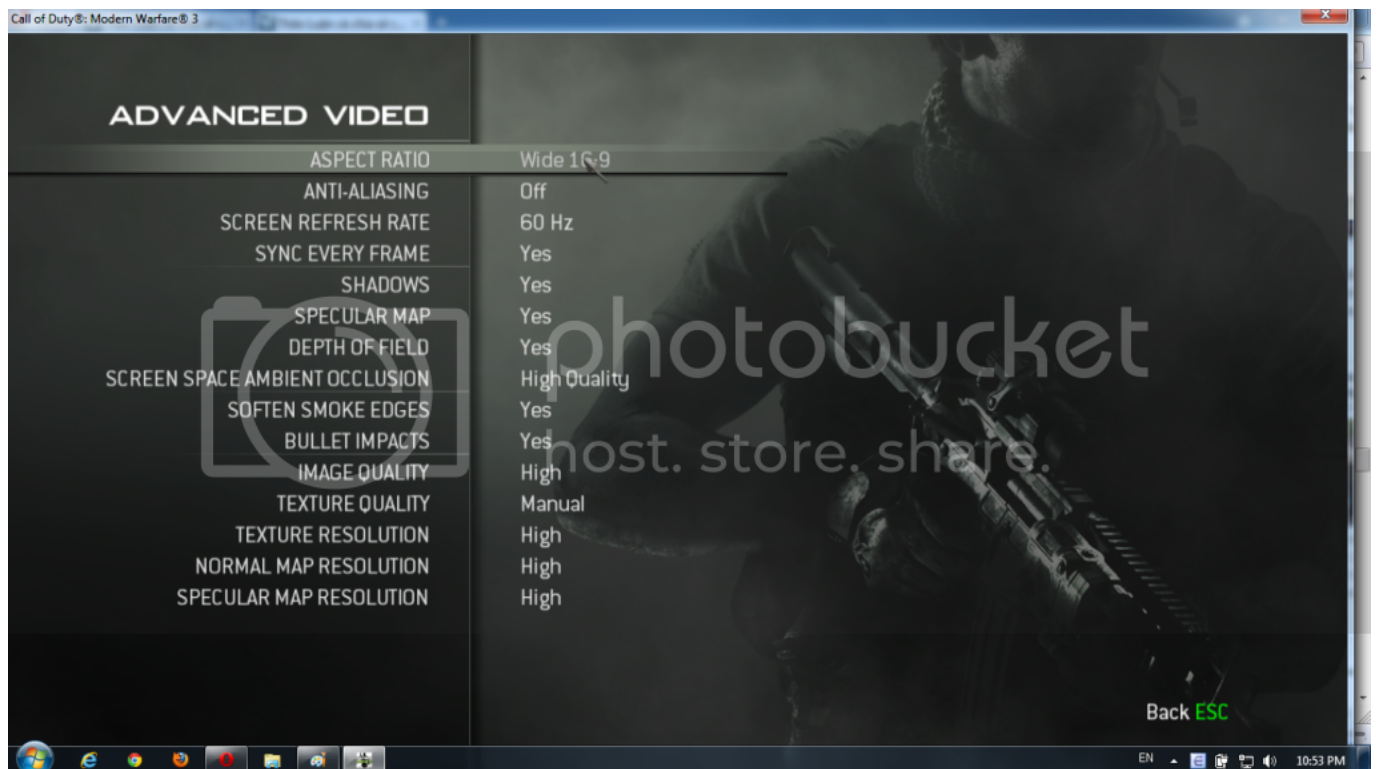 Call of Duty®: Modern Warfare® 3
ADVANCED VIDEO
ASPECT RATIO Wide 16:9
ANTI-ALIASING Off
SCREEN REFRESH RATE 60 Hz
SYNC EVERY FRAME Yes
SHADOWS Yes
SPECULAR MAP Yes
DEPTH OF FIELD Yes
SCREEN SPACE AMBIENT OCCLUSION High Quality
SOFTEN SMOKE EDGES Yes
BULLET IMPACTS Yes
IMAGE QUALITY High
TEXTURE QUALITY Manual
TEXTURE RESOLUTION High
NORMAL MAP RESOLUTION High
SPECULAR MAP RESOLUTION High
photobucket
host. store. share.
Back ESC
EN 10:53 PM